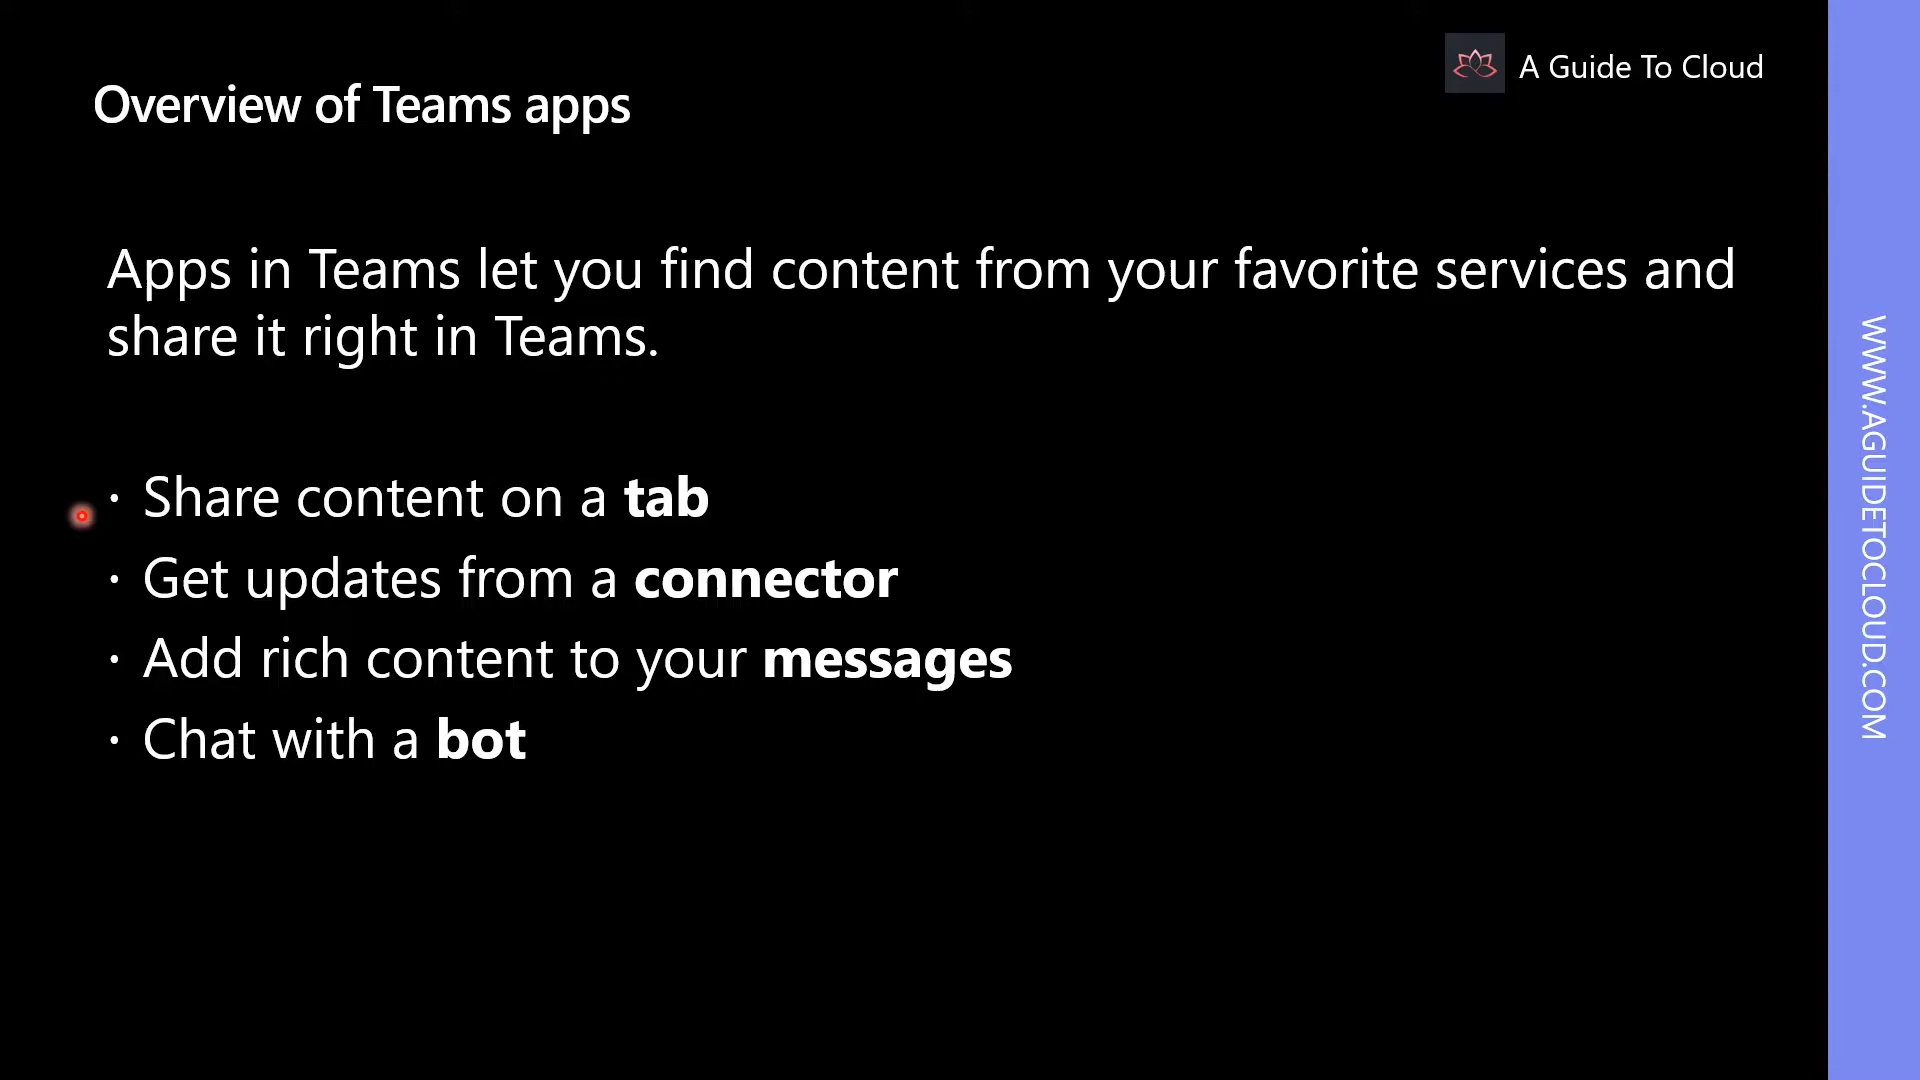 A Guide To Cloud
Overview of Teams apps
Apps in Teams let you find content from your favorite services and
share it right in Teams.
· Share content on a tab
· Get updates from a connector
· Add rich content to your messages
· Chat with a bot
WWW.AGUIDETOCLOUD.COM